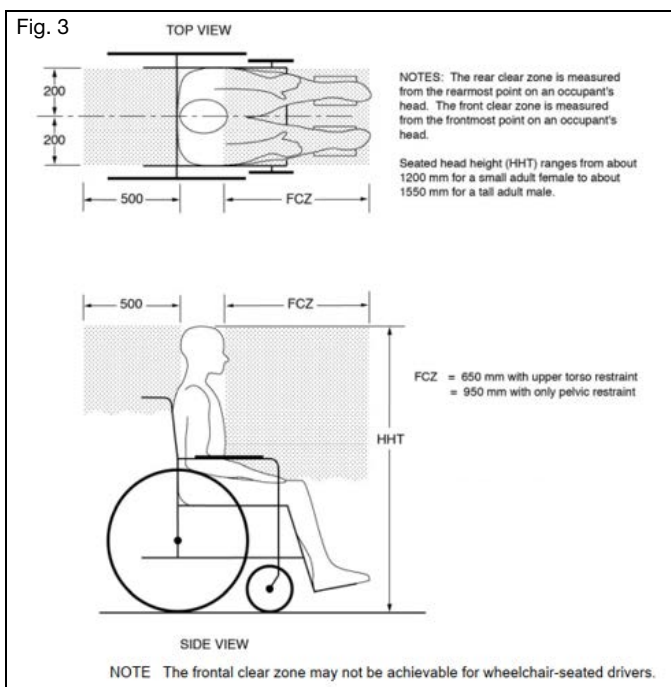 Fig. 3
TOP VIEW
200
200
500
FCZ
NOTES: The rear clear zone is measured
from the rearmost point on an occupant's
head. The front clear zone is measured
from the frontmost point on an occupant's
head.
Seated head height (HHT) ranges from about
1200 mm for a small adult female to about
1550 mm for a tall adult male.
500
FCZ
FCZ = 650 mm with upper torso restraint
= 950 mm with only pelvic restraint
HHT
SIDE VIEW
NOTE The frontal clear zone may not be achievable for wheelchair-seated drivers.